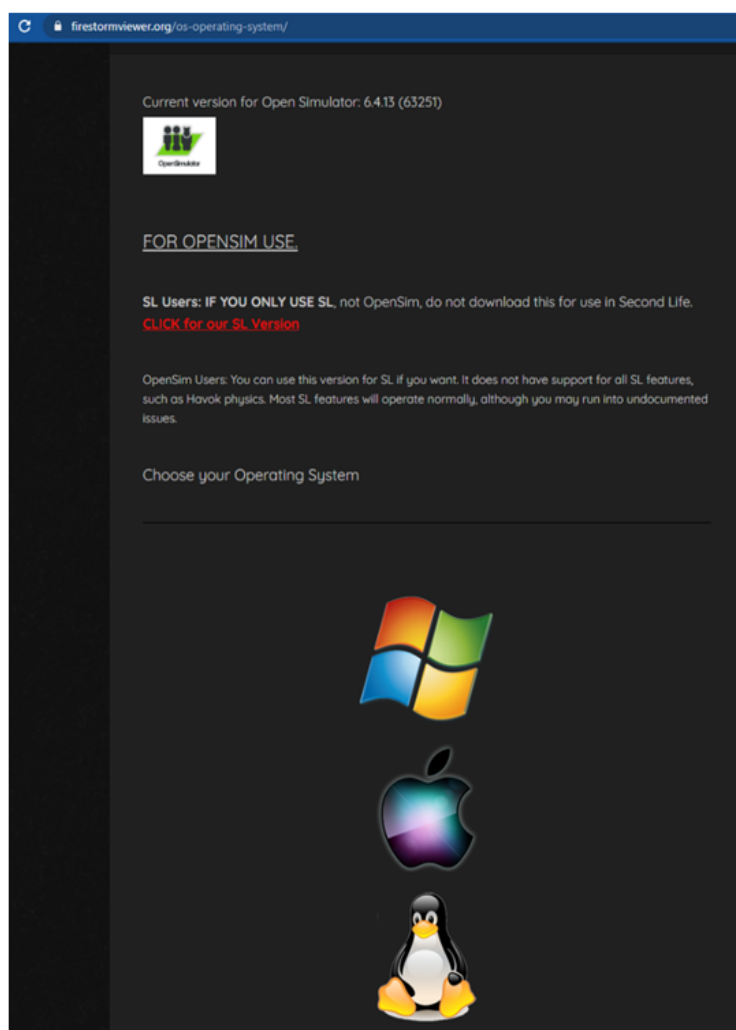 firestormviewer.org/os-operating-system/
Current version for Open Simulator: 6.4.13 (63251)
OpenSimulator
FOR OPENSIM USE.
SL Users: IF YOU ONLY USE SL, not OpenSim, do not download this for use in Second Life.
CLICK for our SL Version
OpenSim Users: You can use this version for SL if you want. It does not have support for all SL features,
such as Havok physics. Most SL features will operate normally, although you may run into undocumented
issues.
Choose your Operating System